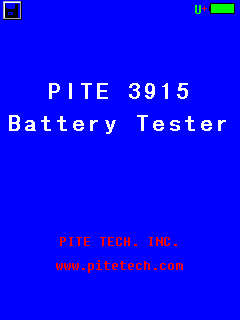 U+
PITE 3915
Battery Tester
PITE TECH. INC.
www.pitetech.com